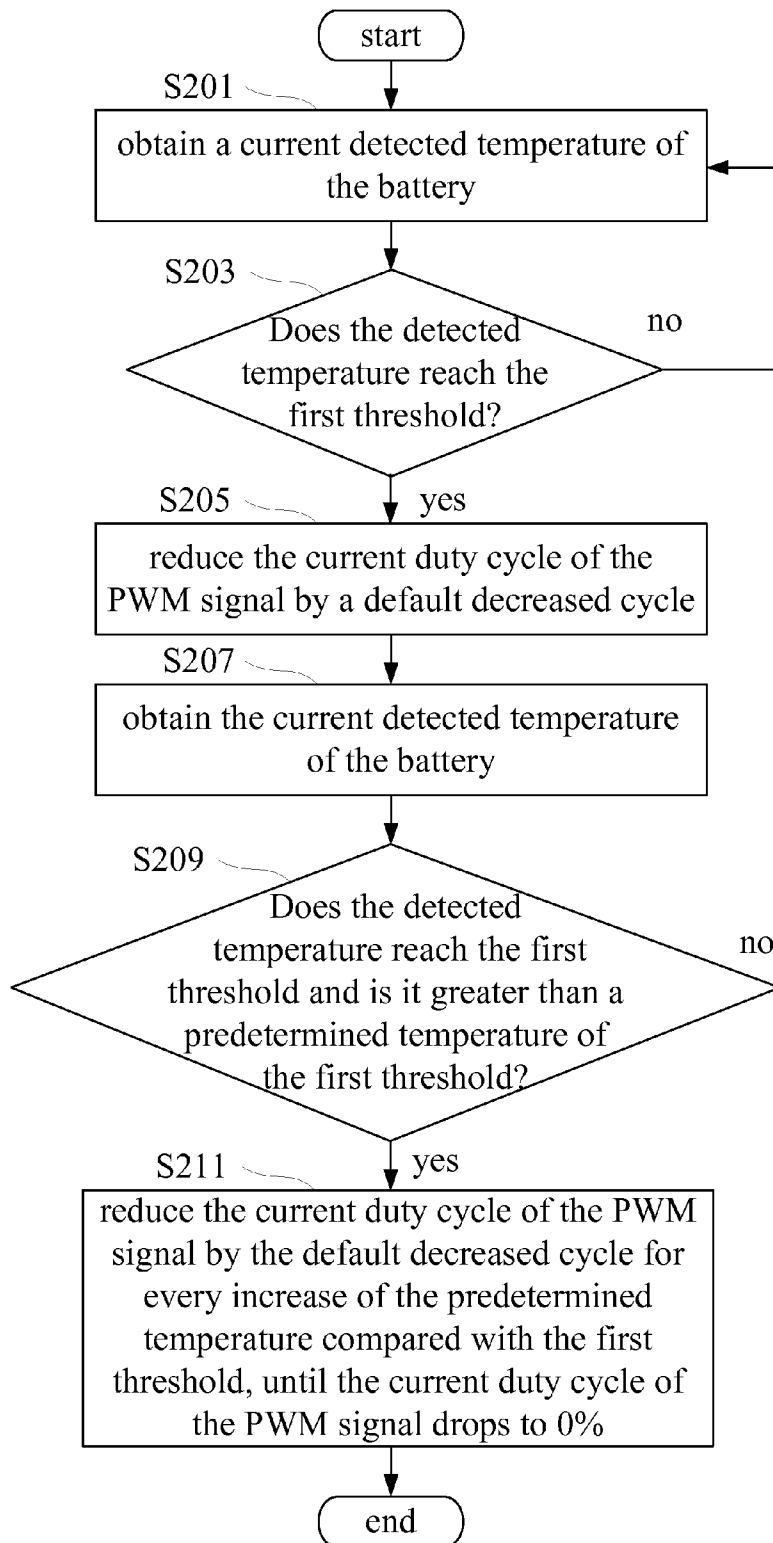 start
S201
obtain a current detected temperature of
the battery
S203
Does the detected
temperature reach the
first threshold?
no
yes
S205
reduce the current duty cycle of the
PWM signal by a default decreased cycle
S207
obtain the current detected temperature
of the battery
S209
Does the detected
temperature reach the first
threshold and is it greater than a
predetermined temperature of
the first threshold?
no
yes
S211
reduce the current duty cycle of the PWM
signal by the default decreased cycle for
every increase of the predetermined
temperature compared with the first
threshold, until the current duty cycle of
the PWM signal drops to 0%
end